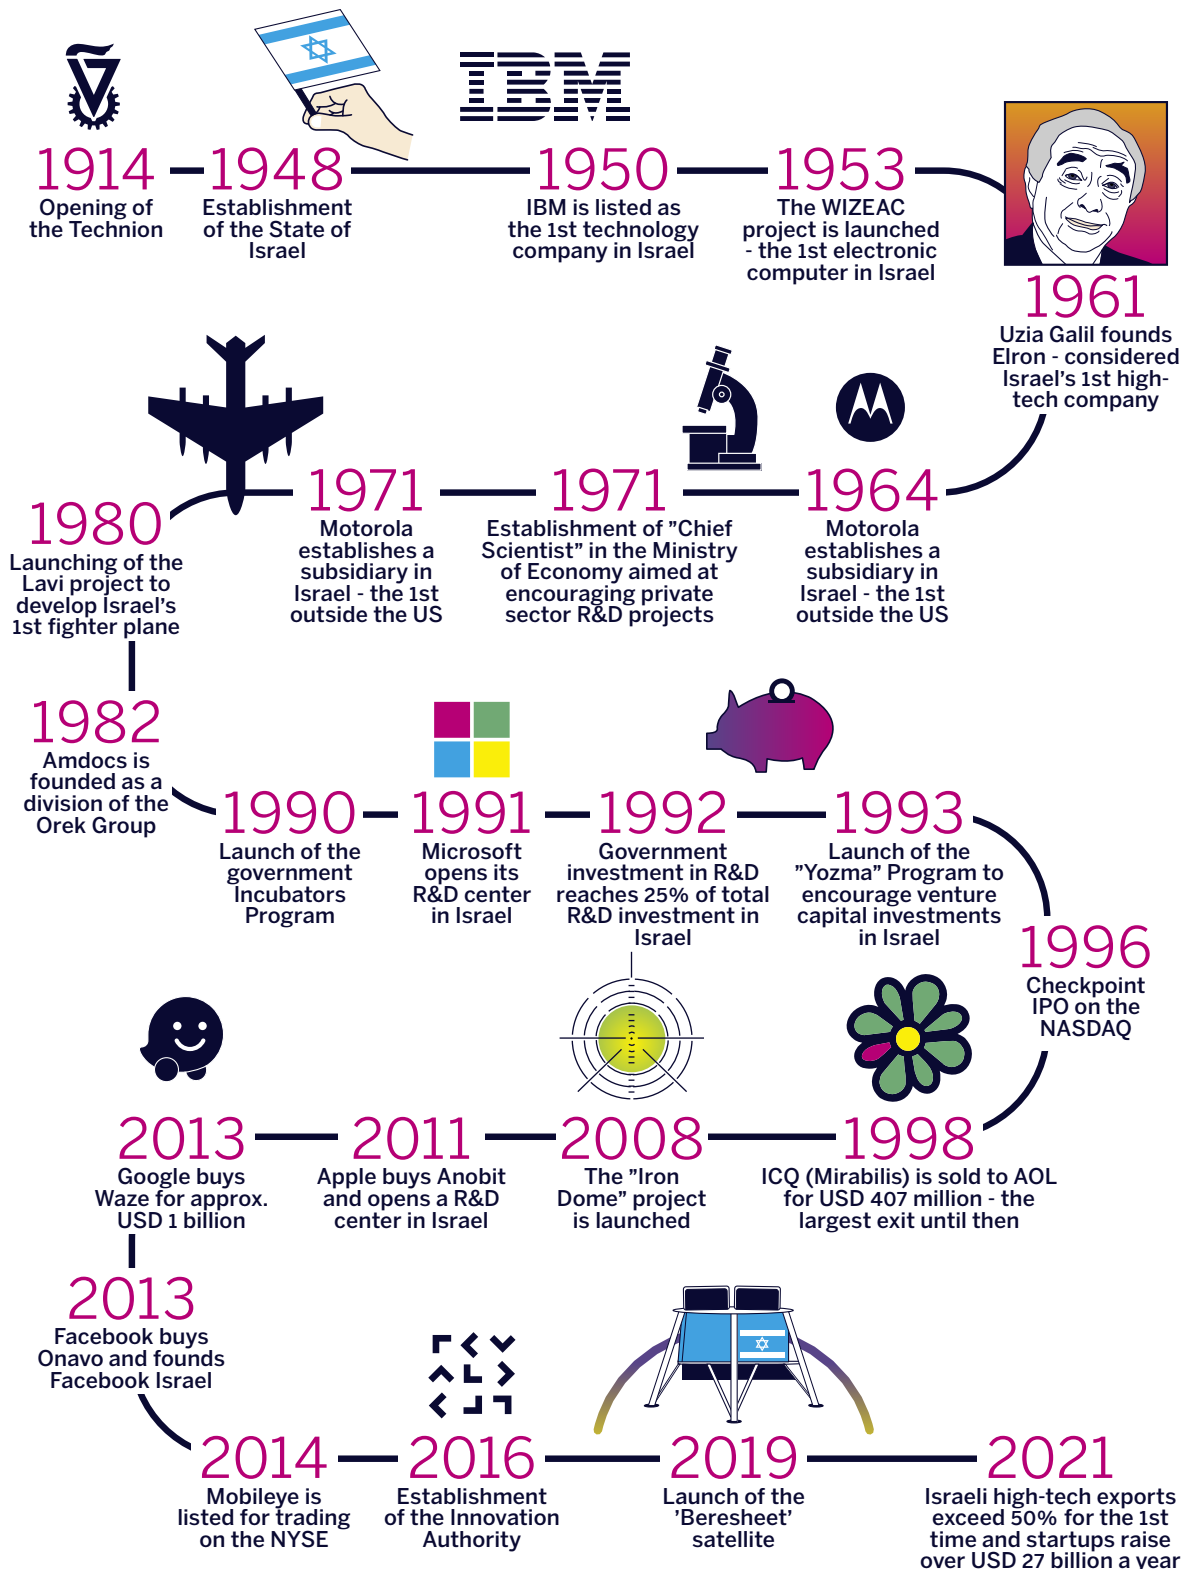 IBM
1914
Opening of
the Technion
1948
Establishment
of the State of
Israel
1950
IBM is listed as
the 1st technology
company in Israel
1953
The WIZEAC
project is launched
- the 1st electronic
computer in Israel
1961
Uzia Galil founds
Elron - considered
Israel's 1st high-
tech company
1964
Motorola
establishes a
subsidiary in
Israel - the 1st
outside the US
1971
Establishment of ”Chief
Scientist” in the Ministry
of Economy aimed at
encouraging private
sector R&D projects
1971
Motorola
establishes a
subsidiary in
Israel - the 1st
outside the US
1980
Launching of the
Lavi project to
develop Israel's
1st fighter plane
1982
Amdocs is
founded as a
division of the
Orek Group
1990
Launch of the
government
Incubators
Program
1991
Microsoft
opens its
R&D center
in Israel
1992
Government
investment in R&D
reaches 25% of total
R&D investment in
Israel
1993
Launch of the
”Yozma” Program to
encourage venture
capital investments
in Israel
1996
Checkpoint
IPO on the
NASDAQ
1998
ICQ (Mirabilis) is sold to AOL
for USD 407 million - the
largest exit until then
2008
The ”Iron
Dome” project
is launched
2011
Apple buys Anobit
and opens a R&D
center in Israel
2013
Google buys
Waze for approx.
USD 1 billion
2013
Facebook buys
Onavo and founds
Facebook Israel
2014
Mobileye is
listed for trading
on the NYSE
2016
Establishment
of the Innovation
Authority
2019
Launch of the
'Beresheet'
satellite
2021
Israeli high-tech exports
exceed 50% for the 1st
time and startups raise
over USD 27 billion a year